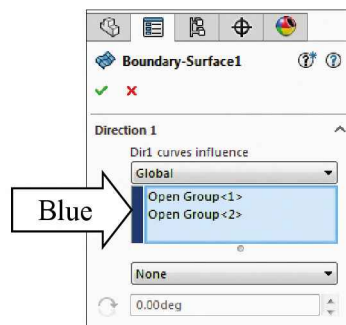 Boundary-Surface1
Direction 1
Dir1 curves influence
Global
Blue
Open Group<1>
Open Group<2>
None
0.00deg